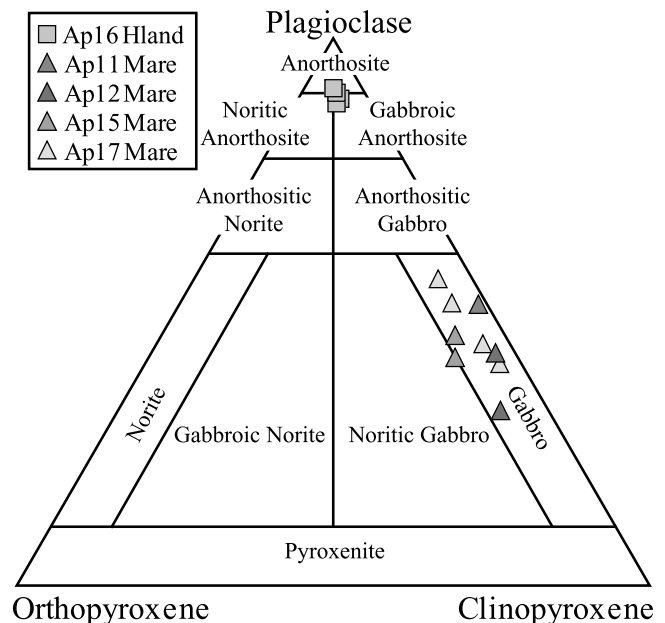 Plagioclase
Ap16 Hland
Ap11 Mare
Ap12 Mare
Ap15 Mare
Ap17 Mare
Anorthosite
Noritic
Anorthosite
Gabbroic
Anorthosite
Anorthositic
Norite
Anorthositic
Gabbro
Norite
Gabbroic Norite
Noritic Gabbro
Gabbro
Pyroxenite
Orthopyroxene
Clinopyroxene